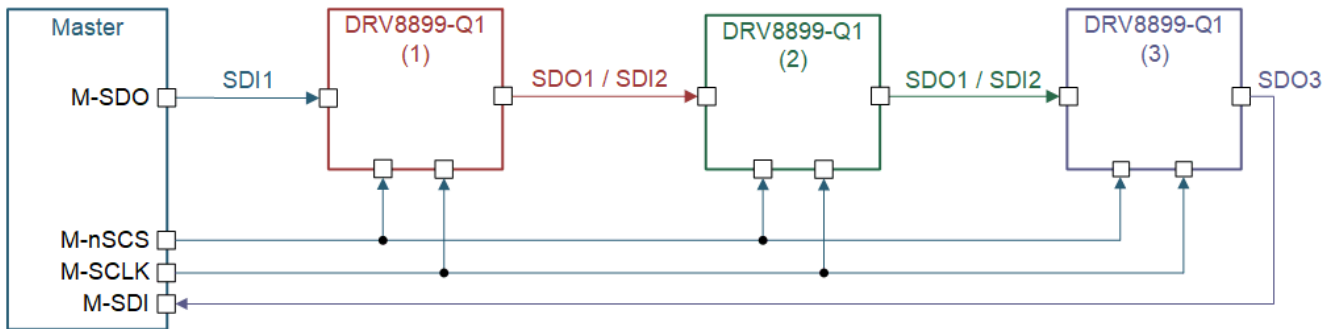 Master
DRV8899-Q1
(1)
DRV8899-Q1
(2)
DRV8899-Q1
(3)
M-SDO
SDI1
SDO1 / SDI2
SDO1 / SDI2
SDO3
M-nSCS
M-SCLK
M-SDI